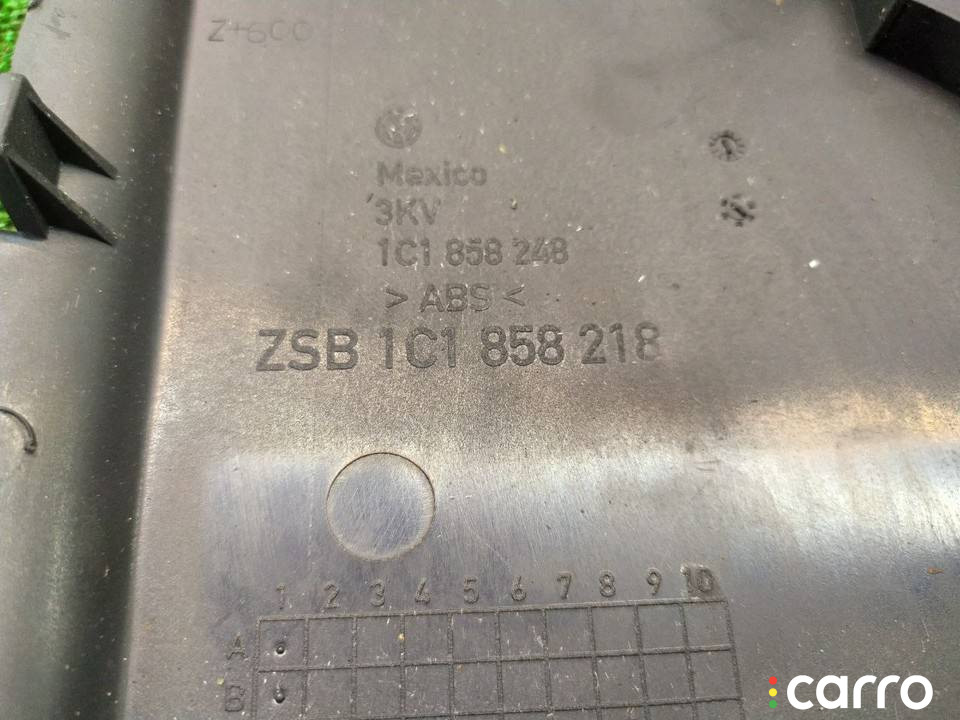 Z+600
Mexico
3KV
1C1 858 248
> ABS <
ZSB 1C1 858 218
1 2 3 4 5 6 7 8 9 10
A
B
carro